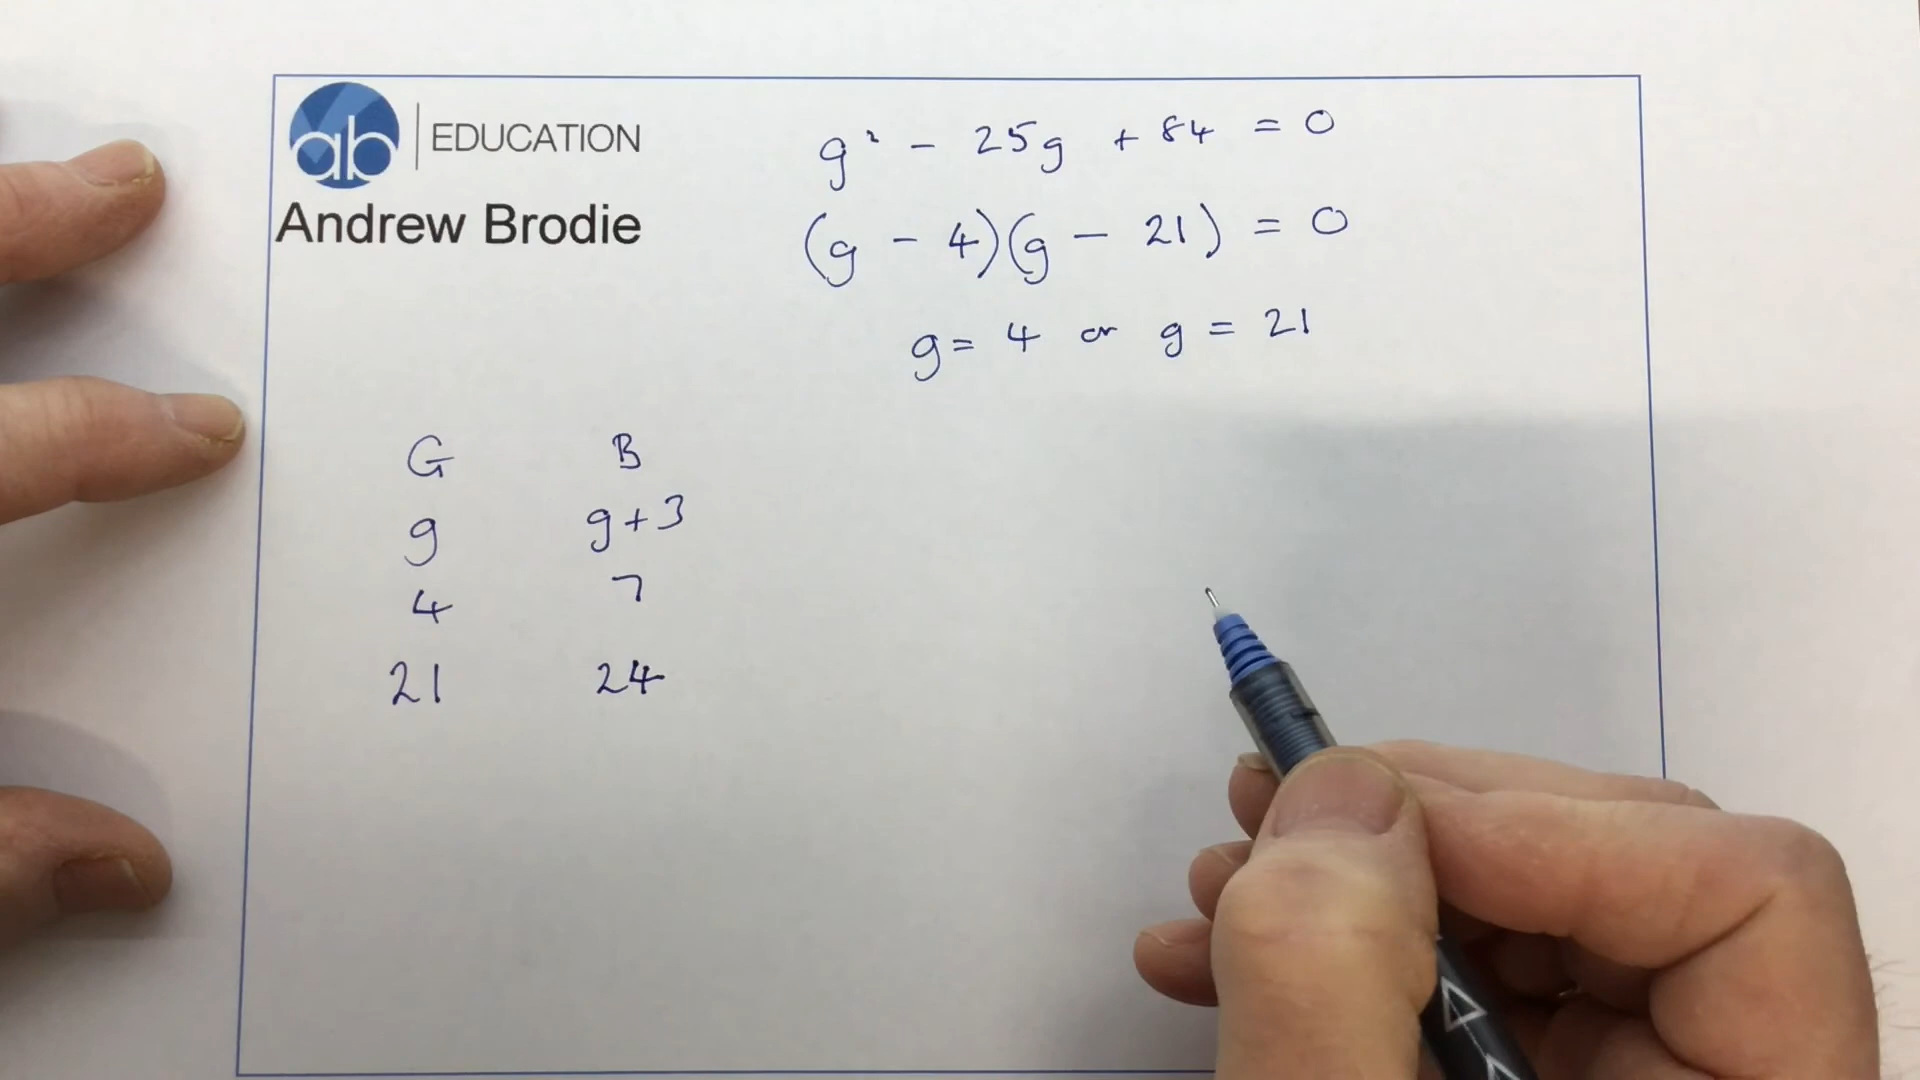 ab EDUCATION
Andrew Brodie
g² - 25g + 84 = 0
(g - 4)(g - 21) = 0
g = 4 or g = 21
G B
g g+3
4 7
21 24